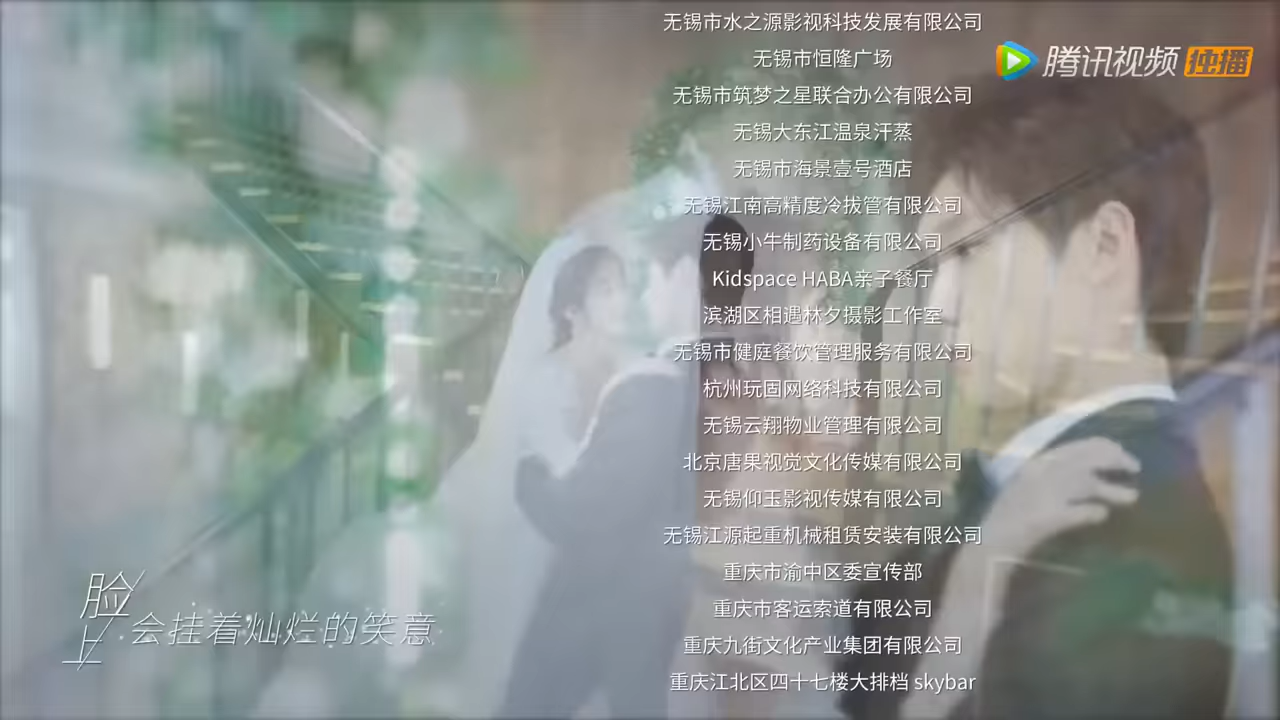 无锡市水之源影视科技发展有限公司
无锡市恒隆广场
腾讯视频 独播
无锡市筑梦之星联合办公有限公司
无锡大东江温泉汗蒸
无锡市海景壹号酒店
无锡江南高精度冷拔管有限公司
无锡小牛制药设备有限公司
Kidspace HABA亲子餐厅
滨湖区相遇林夕摄影工作室
无锡市健庭餐饮管理服务有限公司
杭州玩固网络科技有限公司
无锡云翔物业管理有限公司
北京唐果视觉文化传媒有限公司
无锡仰玉影视传媒有限公司
无锡江源起重机械租赁安装有限公司
重庆市渝中区委宣传部
重庆市客运索道有限公司
重庆九街文化产业集团有限公司
重庆江北区四十七楼大排档 skybar
脸上会挂着灿烂的笑意